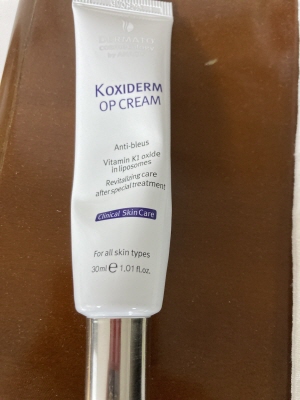 KOXIDERM
OP CREAM
Anti-bleus
Vitamin K1 oxide
in liposomes
Revitalizing care
after special treatment
Clinical Skin Care
For all skin types
30ml e 1.01 fl.oz.